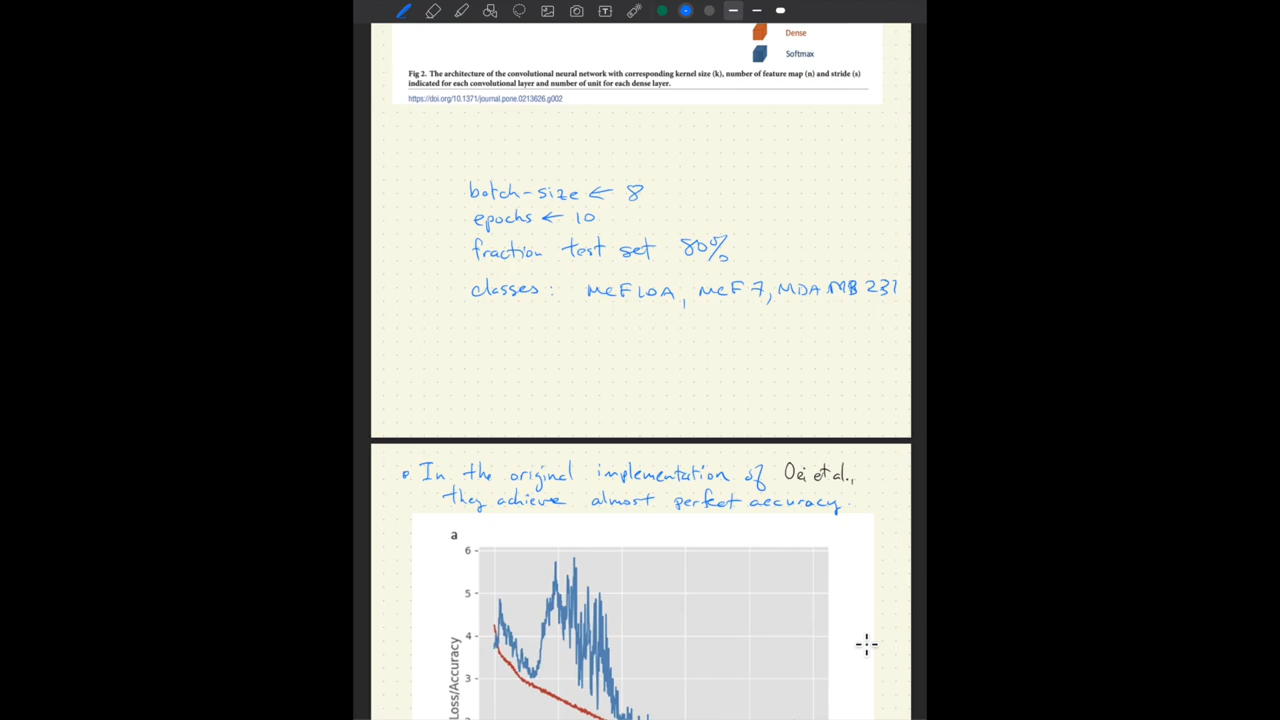 Dense
Softmax
Fig 2. The architecture of the convolutional neural network with corresponding kernel size (k), number of feature map (n) and stride (s)
indicated for each convolutional layer and number of unit for each dense layer.
https://doi.org/10.1371/journal.pone.0213626.g002
batch-size ← 8
epochs ← 10
fraction test set 80%
classes: MCF10A, MCF7, MDAMB231
• In the original implementation of Oei et al.,
they achieve almost perfect accuracy.
a
6
5
4
3
Loss/Accuracy